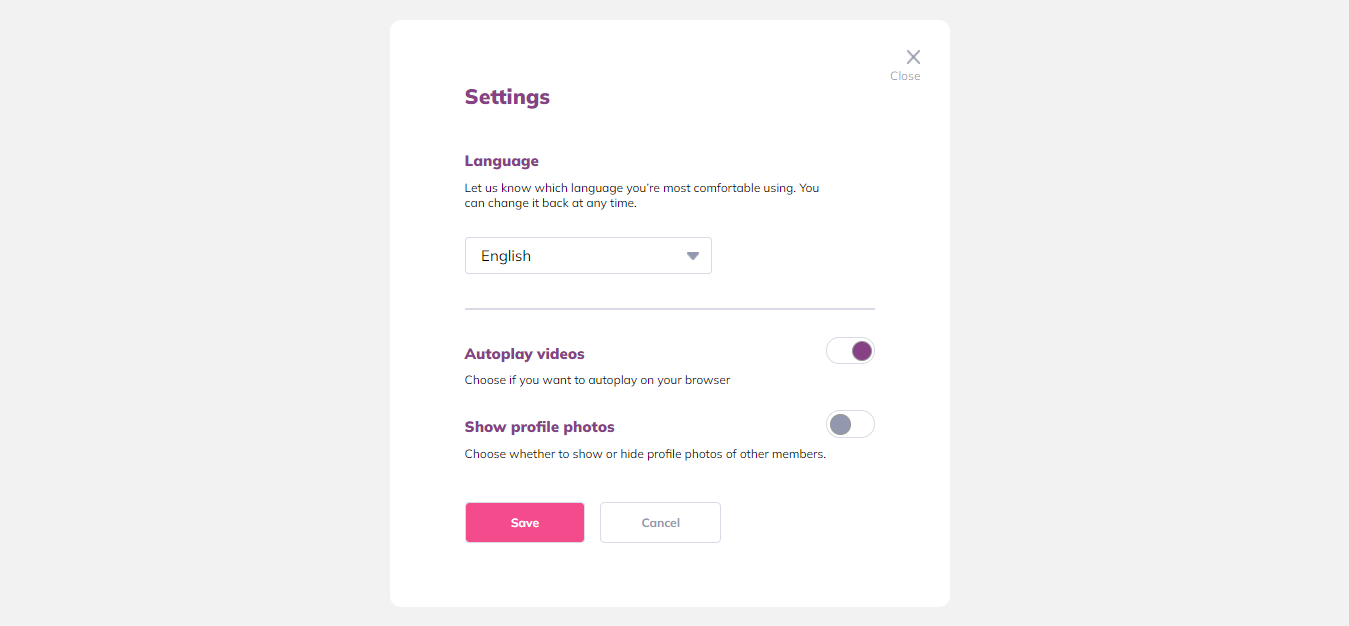 Close
Settings
Language
Let us know which language you're most comfortable using. You
can change it back at any time.
English
Autoplay videos
Choose if you want to autoplay on your browser
Show profile photos
Choose whether to show or hide profile photos of other members.
Save
Cancel